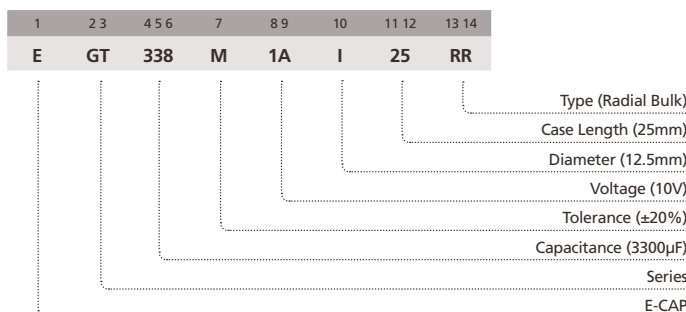 1 2 3 4 5 6 7 8 9 10 11 12 13 14
E GT 338 M 1A I 25 RR
Type (Radial Bulk)
Case Length (25mm)
Diameter (12.5mm)
Voltage (10V)
Tolerance (±20%)
Capacitance (3300µF)
Series
E-CAP